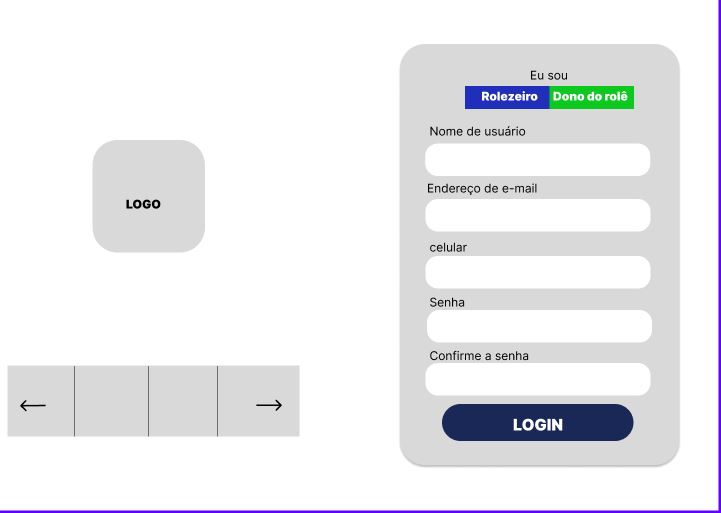 LOGO
Eu sou
Rolezeiro Dono do rolê
Nome de usuário
Endereço de e-mail
celular
Senha
Confirme a senha
LOGIN